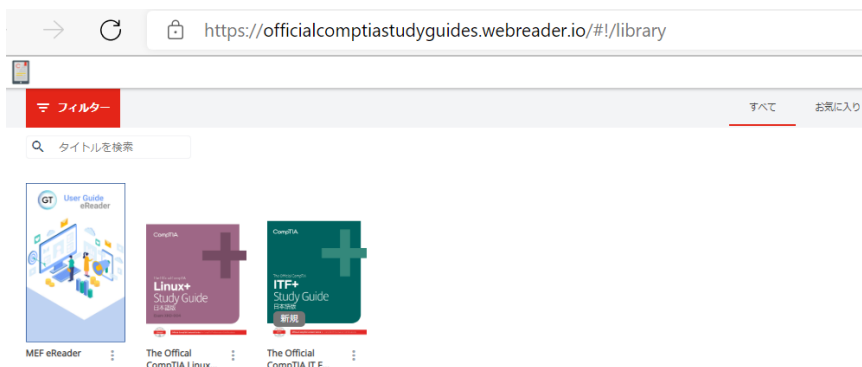 https://officialcomptiastudyguides.webreader.io/#!/library
フィルター
すべて
お気に入り
タイトルを検索
GT
User Guide
eReader
CompTIA
Linux+
Study Guide
日本語版
CompTIA
The Official CompTIA
ITF+
Study Guide
日本語版
新規
MEF eReader
The Offical
CompTIA Linux
The Official
CompTIA IT F